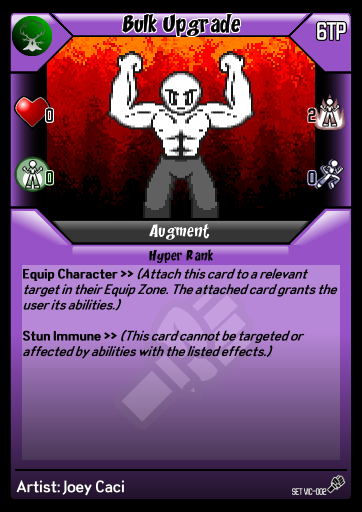 Bulk Upgrade
6TP
0
2
0
0
Augment
Hyper Rank
Equip Character >> (Attach this card to a relevant
target in their Equip Zone. The attached card grants the
user its abilities.)
Stun Immune >> (This card cannot be targeted or
affected by abilities with the listed effects.)
Artist: Joey Caci
SET VIC-002